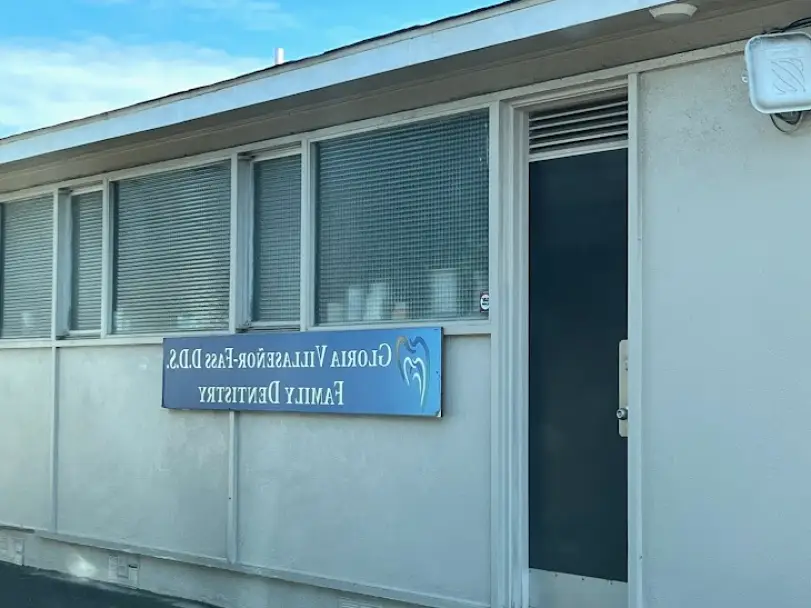 Gloria Villaseñor-Fass D.D.S.
Family Dentistry